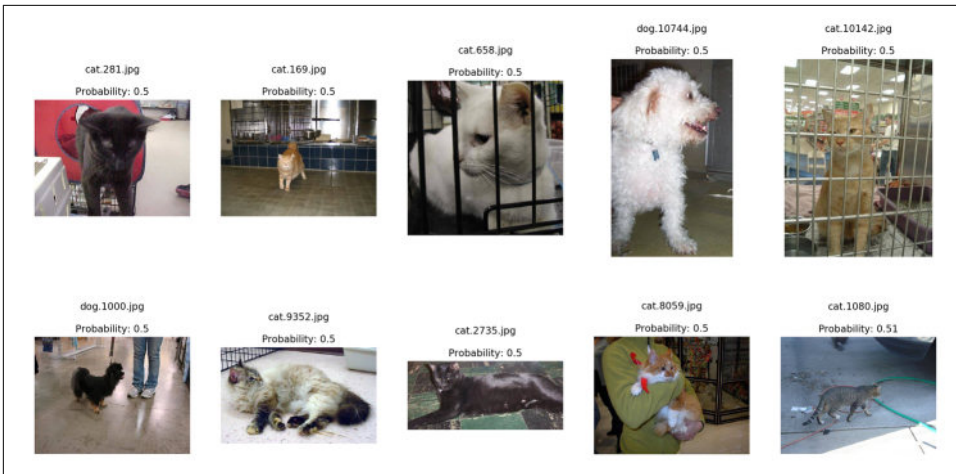 cat.281.jpg
Probability: 0.5
cat.169.jpg
Probability: 0.5
cat.658.jpg
Probability: 0.5
dog.10744.jpg
Probability: 0.5
cat.10142.jpg
Probability: 0.5
dog.1000.jpg
Probability: 0.5
cat.9352.jpg
Probability: 0.5
cat.2735.jpg
Probability: 0.5
cat.8059.jpg
Probability: 0.5
cat.1080.jpg
Probability: 0.51